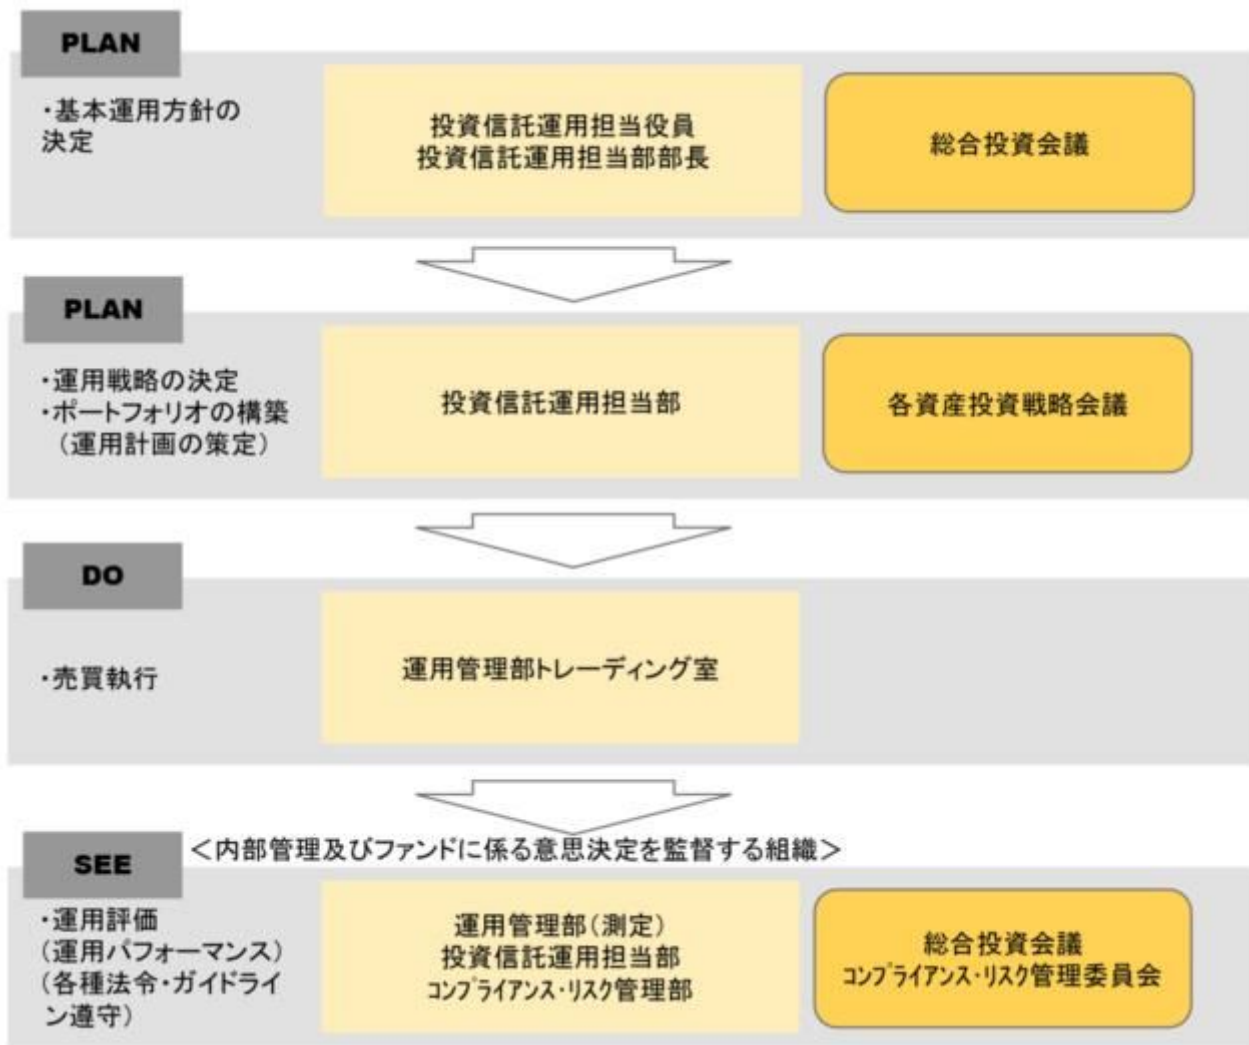 PLAN
・基本運用方針の
決定
投資信託運用担当役員
投資信託運用担当部部長
総合投資会議
PLAN
・運用戦略の決定
・ポートフォリオの構築
（運用計画の策定）
投資信託運用担当部
各資産投資戦略会議
DO
・売買執行
運用管理部トレーディング室
＜内部管理及びファンドに係る意思決定を監督する組織＞
SEE
・運用評価
（運用パフォーマンス）
（各種法令・ガイドライ
ン遵守）
運用管理部（測定）
投資信託運用担当部
ｺﾝﾌﾟﾗｲｱﾝｽ・ﾘｽｸ管理部
総合投資会議
ｺﾝﾌﾟﾗｲｱﾝｽ・ﾘｽｸ管理委員会